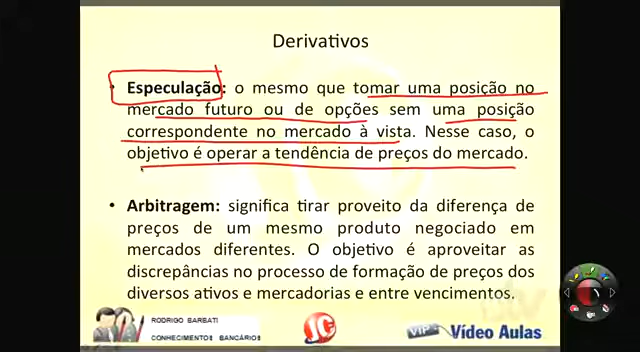 Derivativos
• Especulação: o mesmo que tomar uma posição no
mercado futuro ou de opções sem uma posição
correspondente no mercado à vista. Nesse caso, o
objetivo é operar a tendência de preços do mercado.
• Arbitragem: significa tirar proveito da diferença de
preços de um mesmo produto negociado em
mercados diferentes. O objetivo é aproveitar as
discrepâncias no processo de formação de preços dos
diversos ativos e mercadorias e entre vencimentos.
RODRIGO BARBATI
CONHECIMENTOS BANCÁRIOS
VIP Vídeo Aulas